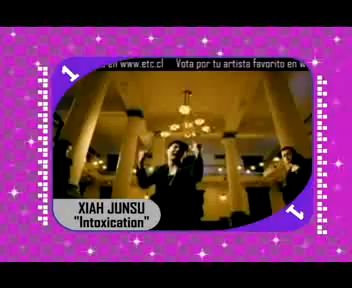 en www.etc.cl Vota por tu artista favorito en w
1
XIAH JUNSU
"Intoxication"
1